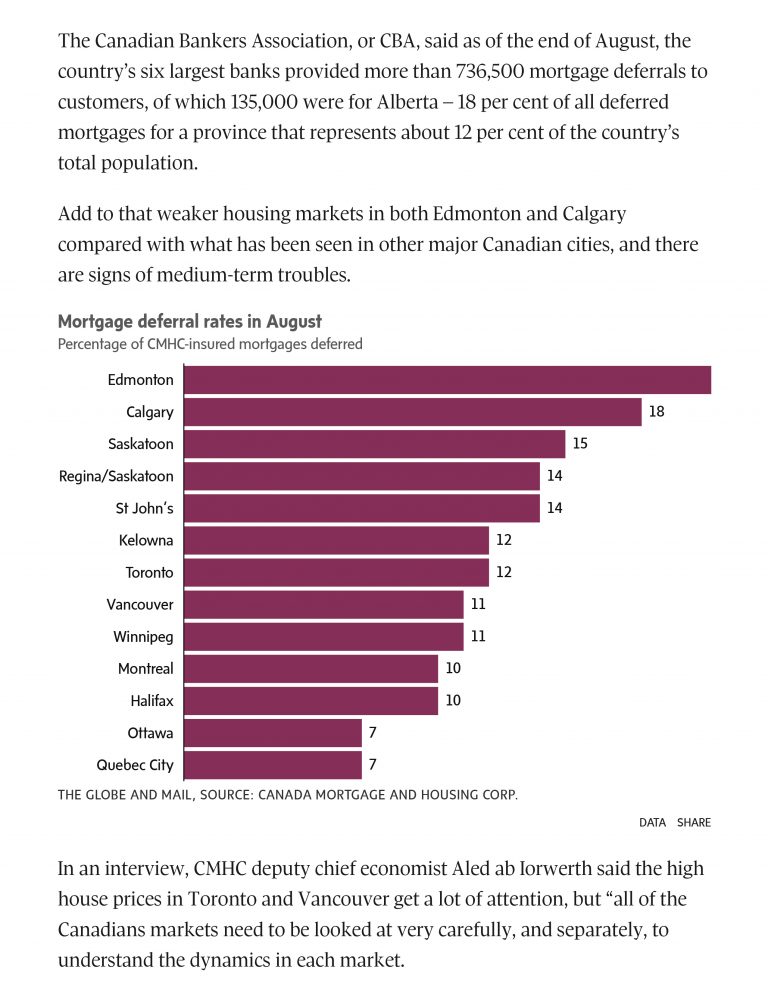 The Canadian Bankers Association, or CBA, said as of the end of August, the
country’s six largest banks provided more than 736,500 mortgage deferrals to
customers, of which 135,000 were for Alberta – 18 per cent of all deferred
mortgages for a province that represents about 12 per cent of the country’s
total population.
Add to that weaker housing markets in both Edmonton and Calgary
compared with what has been seen in other major Canadian cities, and there
are signs of medium-term troubles.
Mortgage deferral rates in August
Percentage of CMHC-insured mortgages deferred
Edmonton
Calgary 18
Saskatoon 15
Regina/Saskatoon 14
St John’s 14
Kelowna 12
Toronto 12
Vancouver 11
Winnipeg 11
Montreal 10
Halifax 10
Ottawa 7
Quebec City 7
THE GLOBE AND MAIL, SOURCE: CANADA MORTGAGE AND HOUSING CORP.
DATA SHARE
In an interview, CMHC deputy chief economist Aled ab Iorwerth said the high
house prices in Toronto and Vancouver get a lot of attention, but “all of the
Canadians markets need to be looked at very carefully, and separately, to
understand the dynamics in each market.